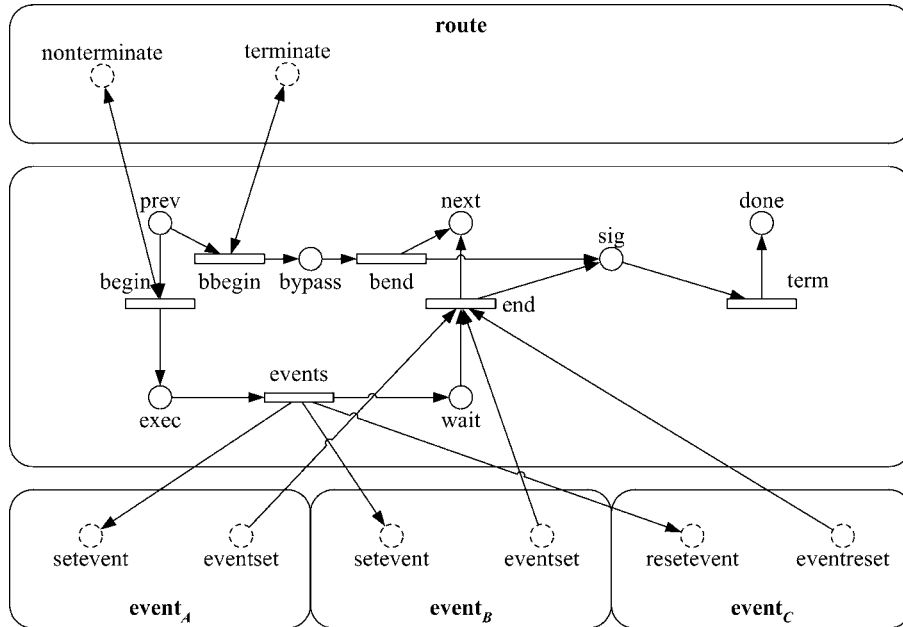 route
nonterminate
terminate
prev
next
done
sig
begin
bbegin
bypass
bend
end
term
events
exec
wait
setevent
eventset
setevent
eventset
resetevent
eventreset
event_A
event_B
event_C